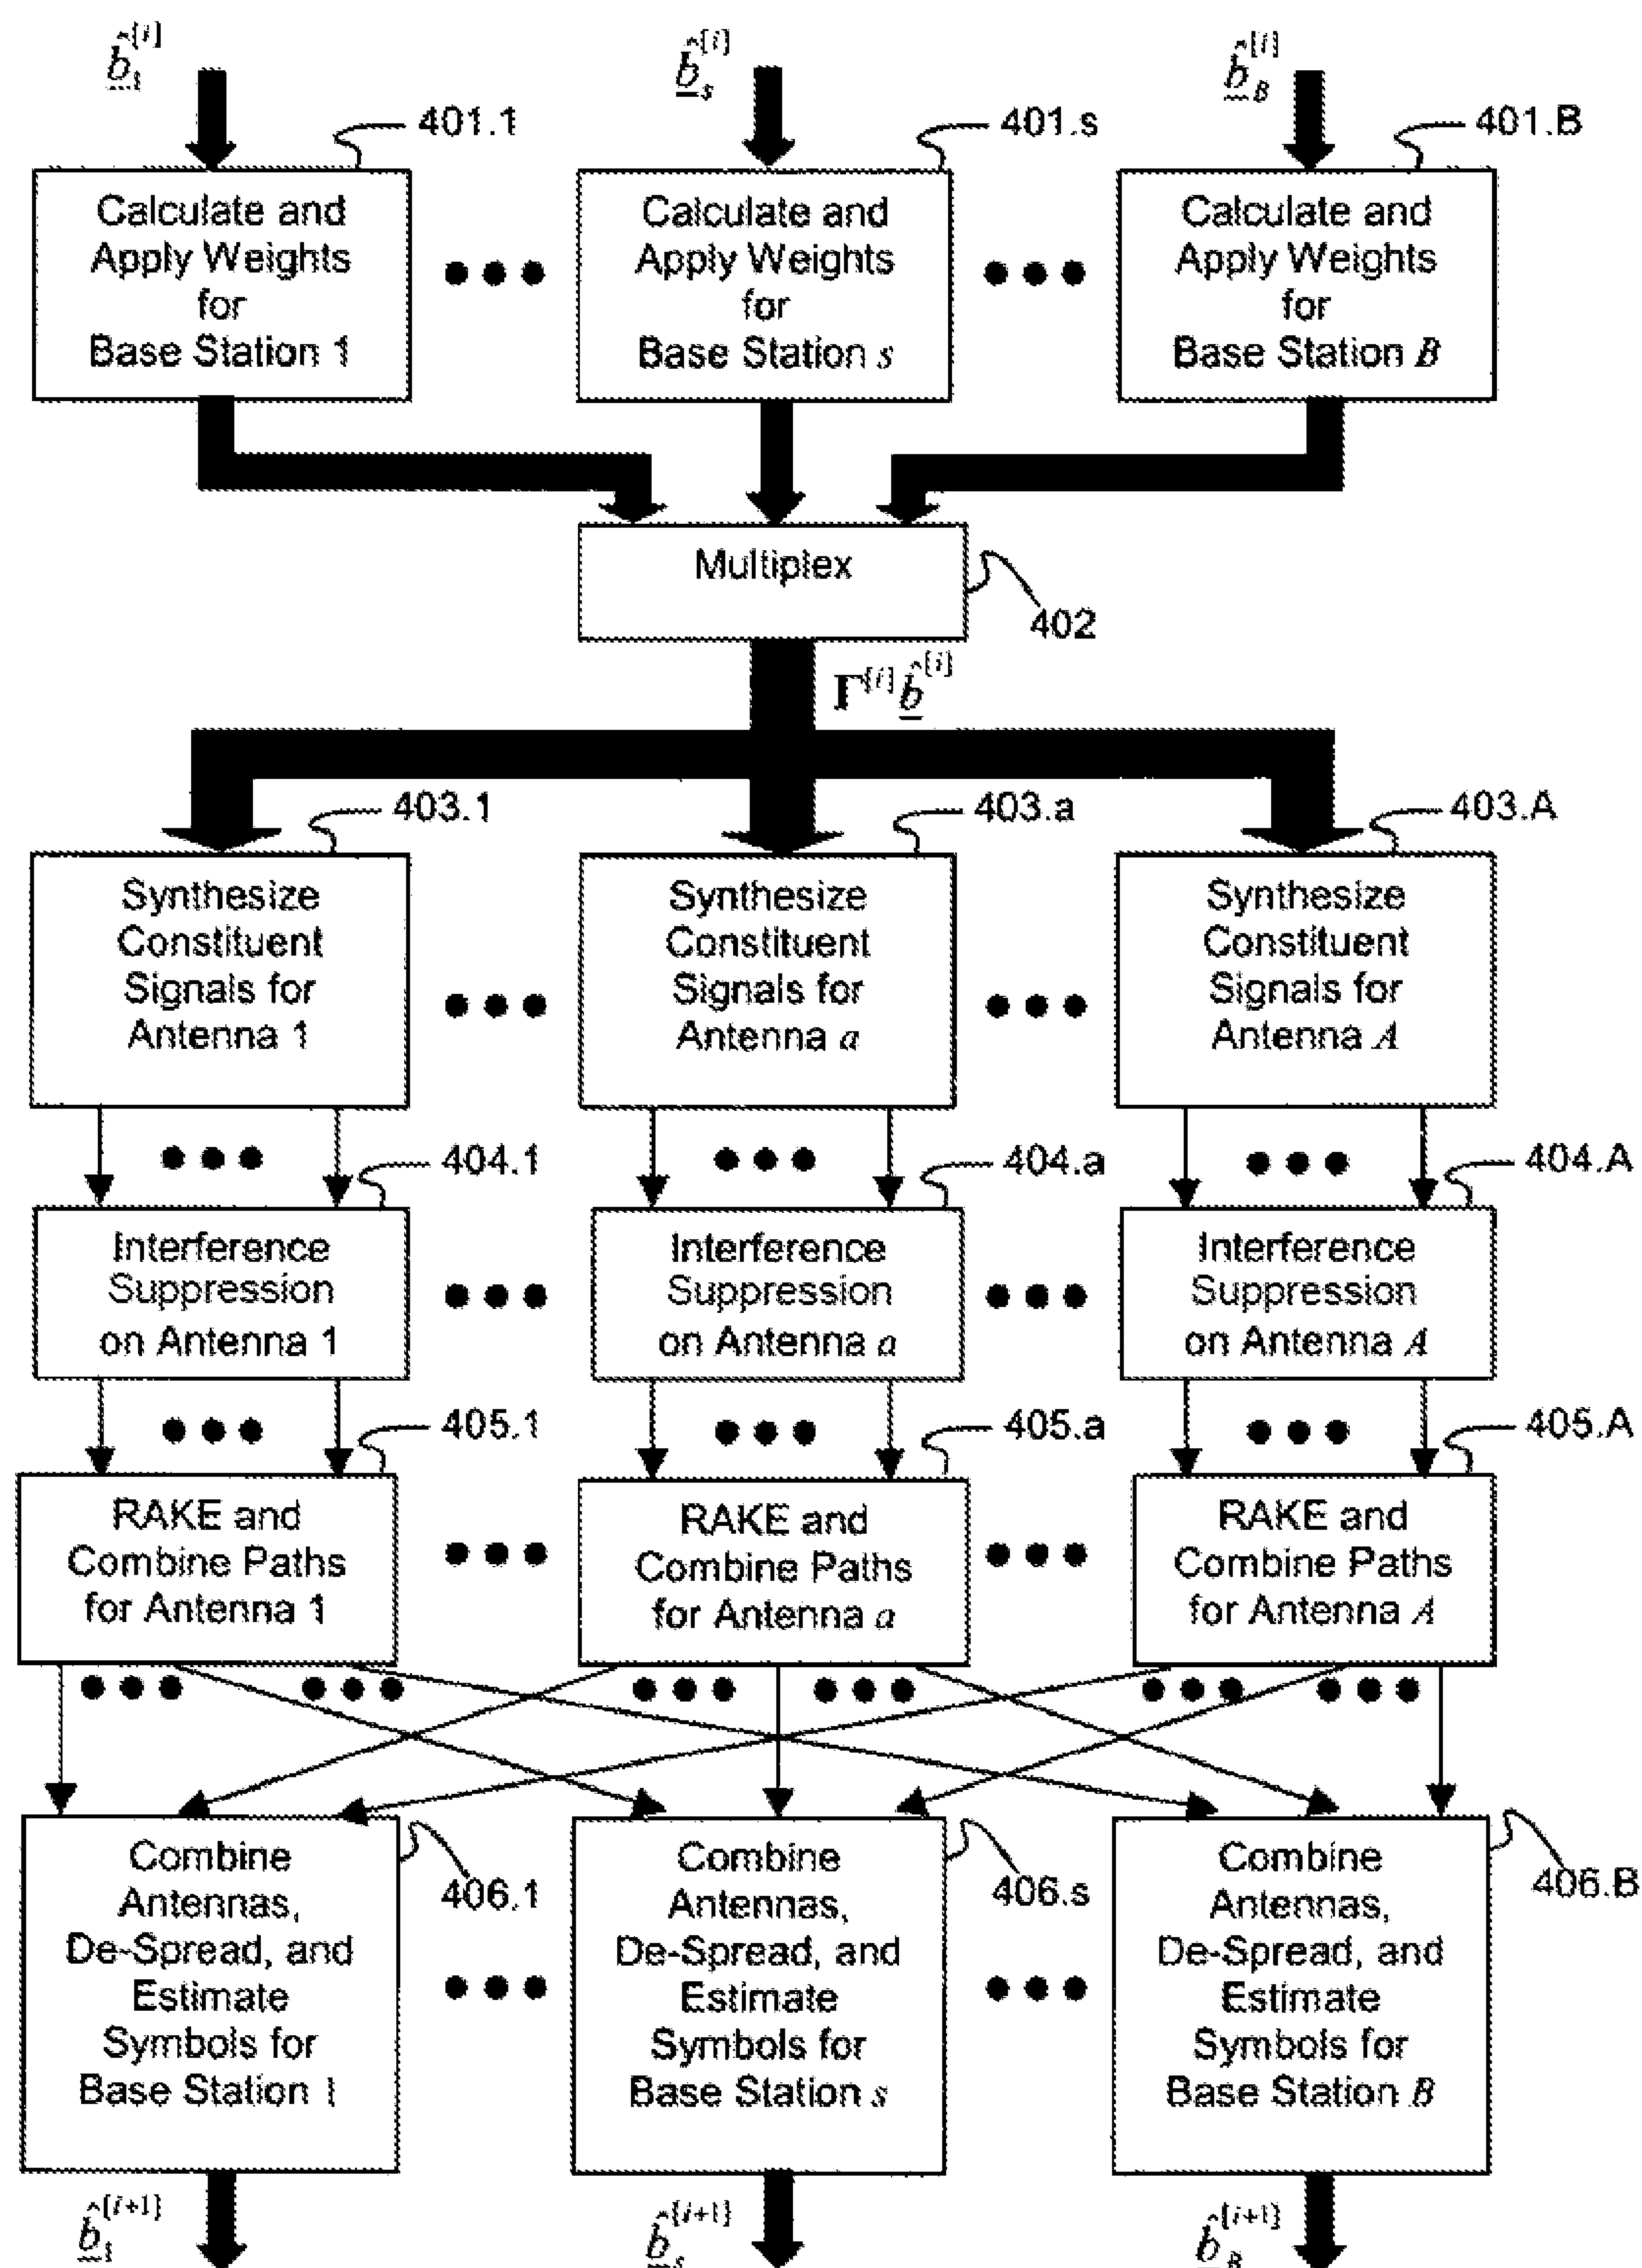 b̲̂₁^[i] b̲̂ₛ^[i] b̲̂_B^[i]
401.1 401.s 401.B
Calculate and
Apply Weights
for
Base Station 1
Calculate and
Apply Weights
for
Base Station s
Calculate and
Apply Weights
for
Base Station B
Multiplex
402
Γ^[i] b̲̂^[i]
403.1 403.a 403.A
Synthesize
Constituent
Signals for
Antenna 1
Synthesize
Constituent
Signals for
Antenna a
Synthesize
Constituent
Signals for
Antenna A
404.1 404.a 404.A
Interference
Suppression
on Antenna 1
Interference
Suppression
on Antenna a
Interference
Suppression
on Antenna A
405.1 405.a 405.A
RAKE and
Combine Paths
for Antenna 1
RAKE and
Combine Paths
for Antenna a
RAKE and
Combine Paths
for Antenna A
Combine
Antennas,
De-Spread, and
Estimate
Symbols for
Base Station 1
406.1
Combine
Antennas,
De-Spread, and
Estimate
Symbols for
Base Station s
406.s
Combine
Antennas,
De-Spread, and
Estimate
Symbols for
Base Station B
406.B
b̲̂₁^[i+1] b̲̂ₛ^[i+1] b̲̂_B^[i+1]